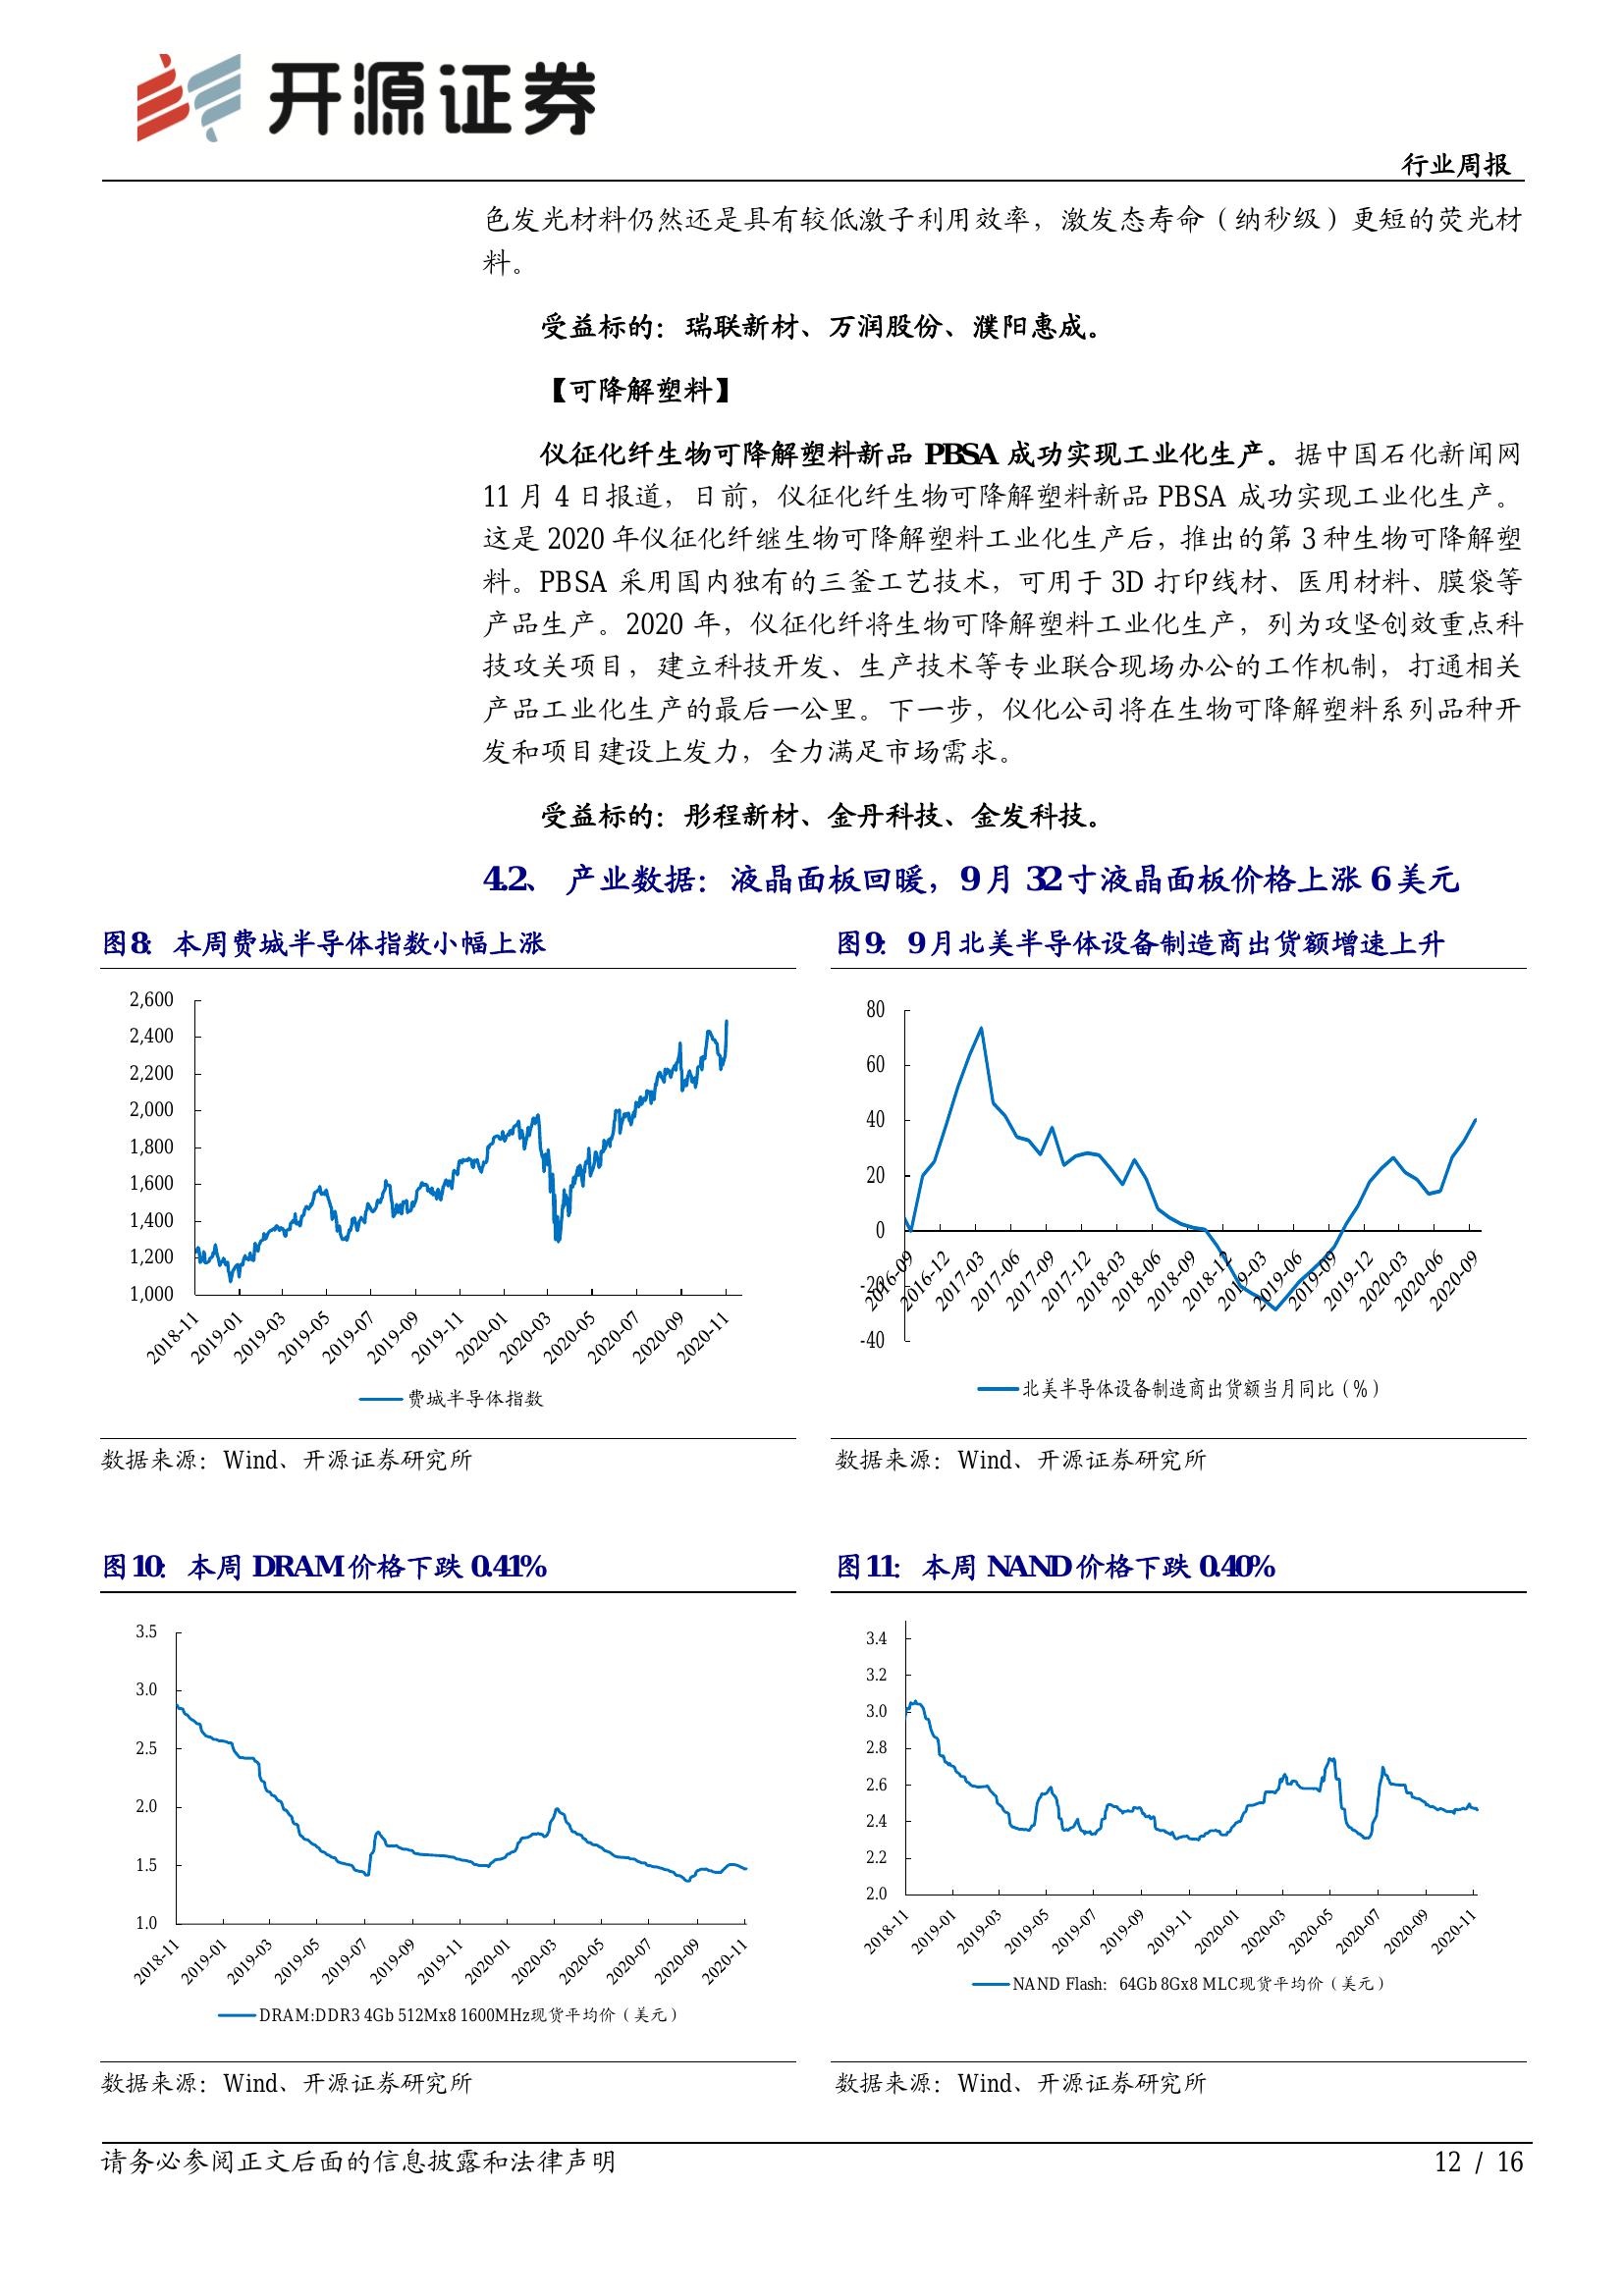 开源证券
行业周报
色发光材料仍然还是具有较低激子利用效率，激发态寿命（纳秒级）更短的荧光材
料。
受益标的：瑞联新材、万润股份、濮阳惠成。
【可降解塑料】
仪征化纤生物可降解塑料新品 PBSA 成功实现工业化生产。据中国石化新闻网
11 月 4 日报道，日前，仪征化纤生物可降解塑料新品 PBSA 成功实现工业化生产。
这是 2020 年仪征化纤继生物可降解塑料工业化生产后，推出的第 3 种生物可降解塑
料。PBSA 采用国内独有的三釜工艺技术，可用于 3D 打印线材、医用材料、膜袋等
产品生产。2020 年，仪征化纤将生物可降解塑料工业化生产，列为攻坚创效重点科
技攻关项目，建立科技开发、生产技术等专业联合现场办公的工作机制，打通相关
产品工业化生产的最后一公里。下一步，仪化公司将在生物可降解塑料系列品种开
发和项目建设上发力，全力满足市场需求。
受益标的：彤程新材、金丹科技、金发科技。
4.2、 产业数据：液晶面板回暖，9 月 32 寸液晶面板价格上涨 6 美元
图8： 本周费城半导体指数小幅上涨
2,600
2,400
2,200
2,000
1,800
1,600
1,400
1,200
1,000
2018-11 2019-01 2019-03 2019-05 2019-07 2019-09 2019-11 2020-01 2020-03 2020-05 2020-07 2020-09 2020-11
费城半导体指数
数据来源：Wind、开源证券研究所
图9： 9 月北美半导体设备制造商出货额增速上升
80
60
40
20
0
-20
-40
2016-09 2016-12 2017-03 2017-06 2017-09 2017-12 2018-03 2018-06 2018-09 2018-12 2019-03 2019-06 2019-09 2019-12 2020-03 2020-06 2020-09
北美半导体设备制造商出货额当月同比（%）
数据来源：Wind、开源证券研究所
图10： 本周 DRAM 价格下跌 0.41%
3.5
3.0
2.5
2.0
1.5
1.0
2018-11 2019-01 2019-03 2019-05 2019-07 2019-09 2019-11 2020-01 2020-03 2020-05 2020-07 2020-09 2020-11
DRAM:DDR3 4Gb 512Mx8 1600MHz现货平均价（美元）
数据来源：Wind、开源证券研究所
图11： 本周 NAND 价格下跌 0.40%
3.4
3.2
3.0
2.8
2.6
2.4
2.2
2.0
2018-11 2019-01 2019-03 2019-05 2019-07 2019-09 2019-11 2020-01 2020-03 2020-05 2020-07 2020-09 2020-11
NAND Flash: 64Gb 8Gx8 MLC现货平均价（美元）
数据来源：Wind、开源证券研究所
请务必参阅正文后面的信息披露和法律声明
12 / 16